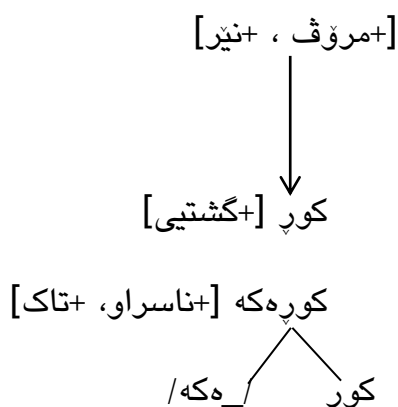 [+مرۆڤ ، +نێر]
کوڕ [+گشتیی]
کوڕەکە [+ناسراو، +تاک]
کوڕ /_ەکە/